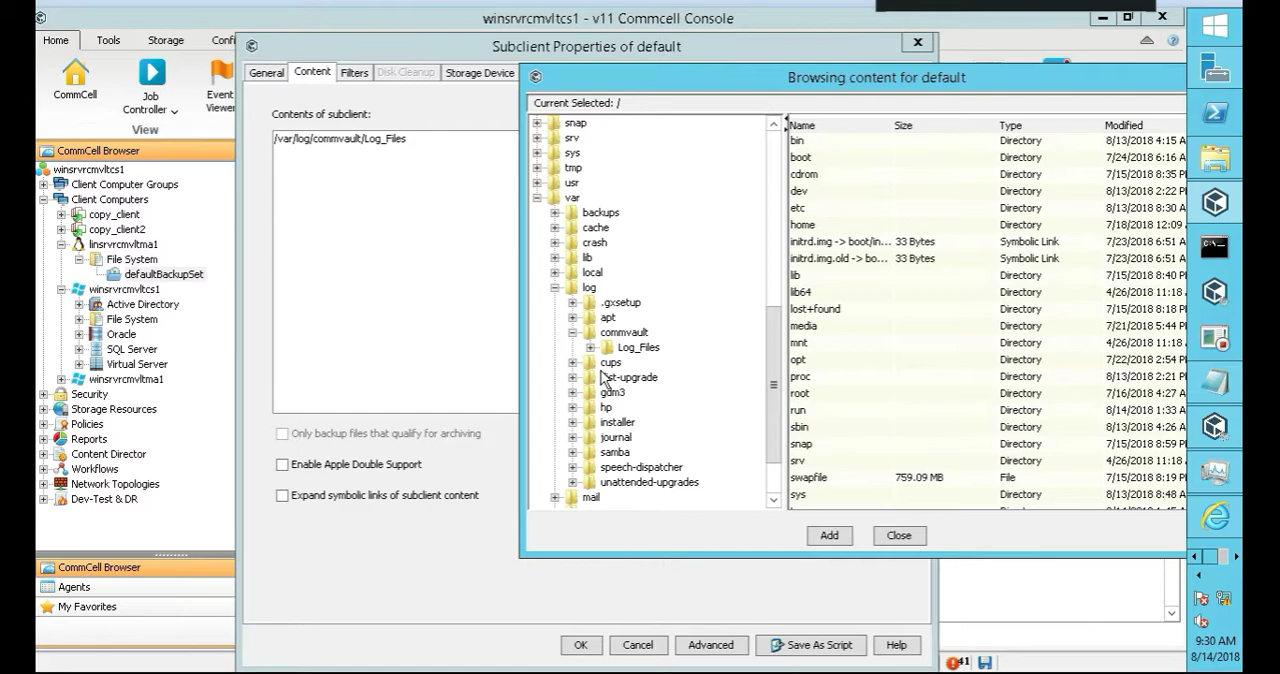 winsrvrcmvltcs1 - v11 Commcell Console
Home Tools Storage Confi
CommCell
Job
Controller
Event
Viewer
View
CommCell Browser
winsrvrcmvltcs1
Client Computer Groups
Client Computers
copy_client
copy_client2
linsrvrcmvltma1
File System
defaultBackupSet
winsrvrcmvltcs1
Active Directory
File System
Oracle
SQL Server
Virtual Server
winsrvrcmvltma1
Security
Storage Resources
Policies
Reports
Content Director
Workflows
Network Topologies
Dev-Test & DR
CommCell Browser
Agents
My Favorites
Subclient Properties of default
X
General Content Filters Disk Cleanup Storage Device
Contents of subclient:
/var/log/commvault/Log_Files
Only backup files that qualify for archiving
Enable Apple Double Support
Expand symbolic links of subclient content
OK Cancel Advanced Save As Script Help
Browsing content for default
Current Selected: /
snap
srv
sys
tmp
usr
var
backups
cache
crash
lib
local
log
.gxsetup
apt
commvault
Log_Files
cups
st-upgrade
gdm3
hp
installer
journal
samba
speech-dispatcher
unattended-upgrades
mail
Name Size Type Modified
bin Directory 8/13/2018 4:15 A
boot Directory 7/24/2018 6:16 A
cdrom Directory 7/15/2018 8:35 P
dev Directory 8/13/2018 2:22 P
etc Directory 8/13/2018 8:30 P
home Directory 7/18/2018 12:09
initrd.img -> boot/in... 33 Bytes Symbolic Link 7/23/2018 6:51 A
initrd.img.old -> bo... 33 Bytes Symbolic Link 7/23/2018 6:51 A
lib Directory 7/15/2018 8:40 P
lib64 Directory 4/26/2018 11:18
lost+found Directory 7/15/2018 8:18 P
media Directory 7/21/2018 5:44 P
mnt Directory 4/26/2018 11:18
opt Directory 7/22/2018 2:54 P
proc Directory 8/13/2018 2:21 P
root Directory 7/16/2018 4:27 A
run Directory 8/14/2018 1:33 A
sbin Directory 8/13/2018 4:26 A
snap Directory 7/15/2018 8:59 P
srv Directory 4/26/2018 11:18
swapfile 759.09 MB File 7/15/2018 8:19 P
sys Directory 8/13/2018 8:48 A
Add Close
41
9:30 AM
8/14/2018